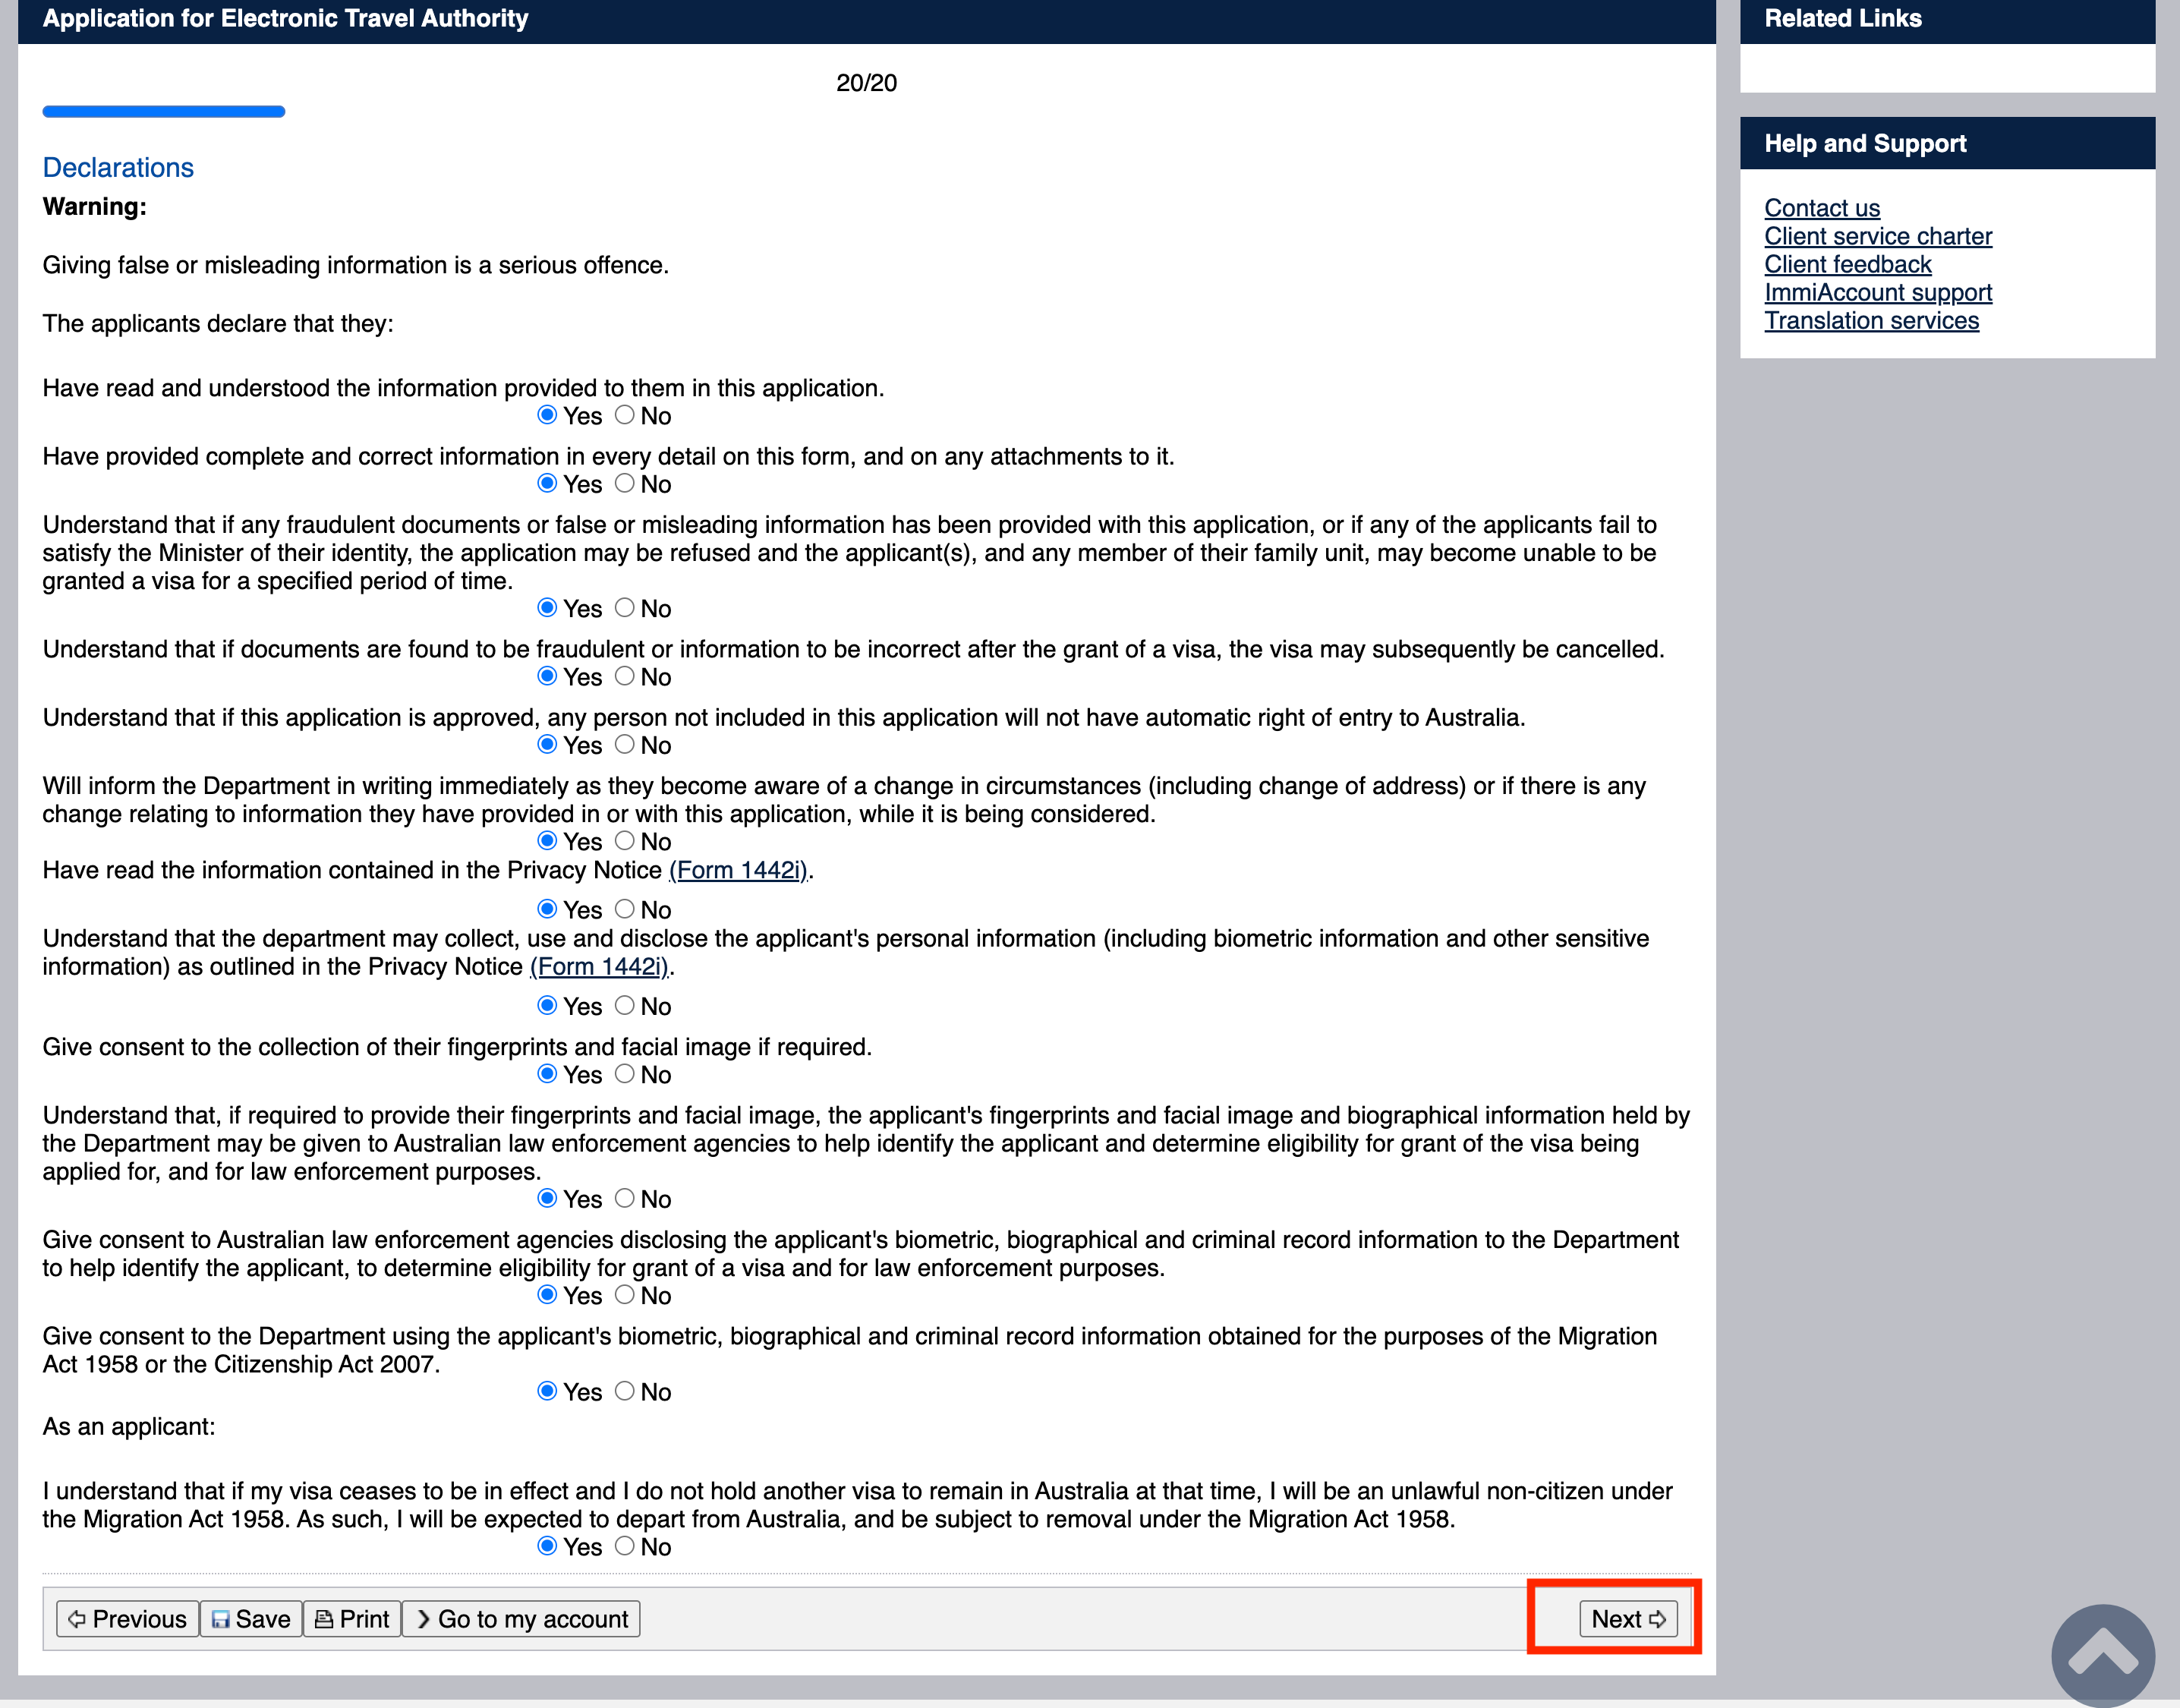 Application for Electronic Travel Authority
20/20
Declarations
Warning:
Giving false or misleading information is a serious offence.
The applicants declare that they:
Have read and understood the information provided to them in this application.
Yes No
Have provided complete and correct information in every detail on this form, and on any attachments to it.
Yes No
Understand that if any fraudulent documents or false or misleading information has been provided with this application, or if any of the applicants fail to
satisfy the Minister of their identity, the application may be refused and the applicant(s), and any member of their family unit, may become unable to be
granted a visa for a specified period of time.
Yes No
Understand that if documents are found to be fraudulent or information to be incorrect after the grant of a visa, the visa may subsequently be cancelled.
Yes No
Understand that if this application is approved, any person not included in this application will not have automatic right of entry to Australia.
Yes No
Will inform the Department in writing immediately as they become aware of a change in circumstances (including change of address) or if there is any
change relating to information they have provided in or with this application, while it is being considered.
Yes No
Have read the information contained in the Privacy Notice (Form 1442i).
Yes No
Understand that the department may collect, use and disclose the applicant's personal information (including biometric information and other sensitive
information) as outlined in the Privacy Notice (Form 1442i).
Yes No
Give consent to the collection of their fingerprints and facial image if required.
Yes No
Understand that, if required to provide their fingerprints and facial image, the applicant's fingerprints and facial image and biographical information held by
the Department may be given to Australian law enforcement agencies to help identify the applicant and determine eligibility for grant of the visa being
applied for, and for law enforcement purposes.
Yes No
Give consent to Australian law enforcement agencies disclosing the applicant's biometric, biographical and criminal record information to the Department
to help identify the applicant, to determine eligibility for grant of a visa and for law enforcement purposes.
Yes No
Give consent to the Department using the applicant's biometric, biographical and criminal record information obtained for the purposes of the Migration
Act 1958 or the Citizenship Act 2007.
Yes No
As an applicant:
I understand that if my visa ceases to be in effect and I do not hold another visa to remain in Australia at that time, I will be an unlawful non-citizen under
the Migration Act 1958. As such, I will be expected to depart from Australia, and be subject to removal under the Migration Act 1958.
Yes No
Previous Save Print Go to my account Next
Related Links
Help and Support
Contact us
Client service charter
Client feedback
ImmiAccount support
Translation services